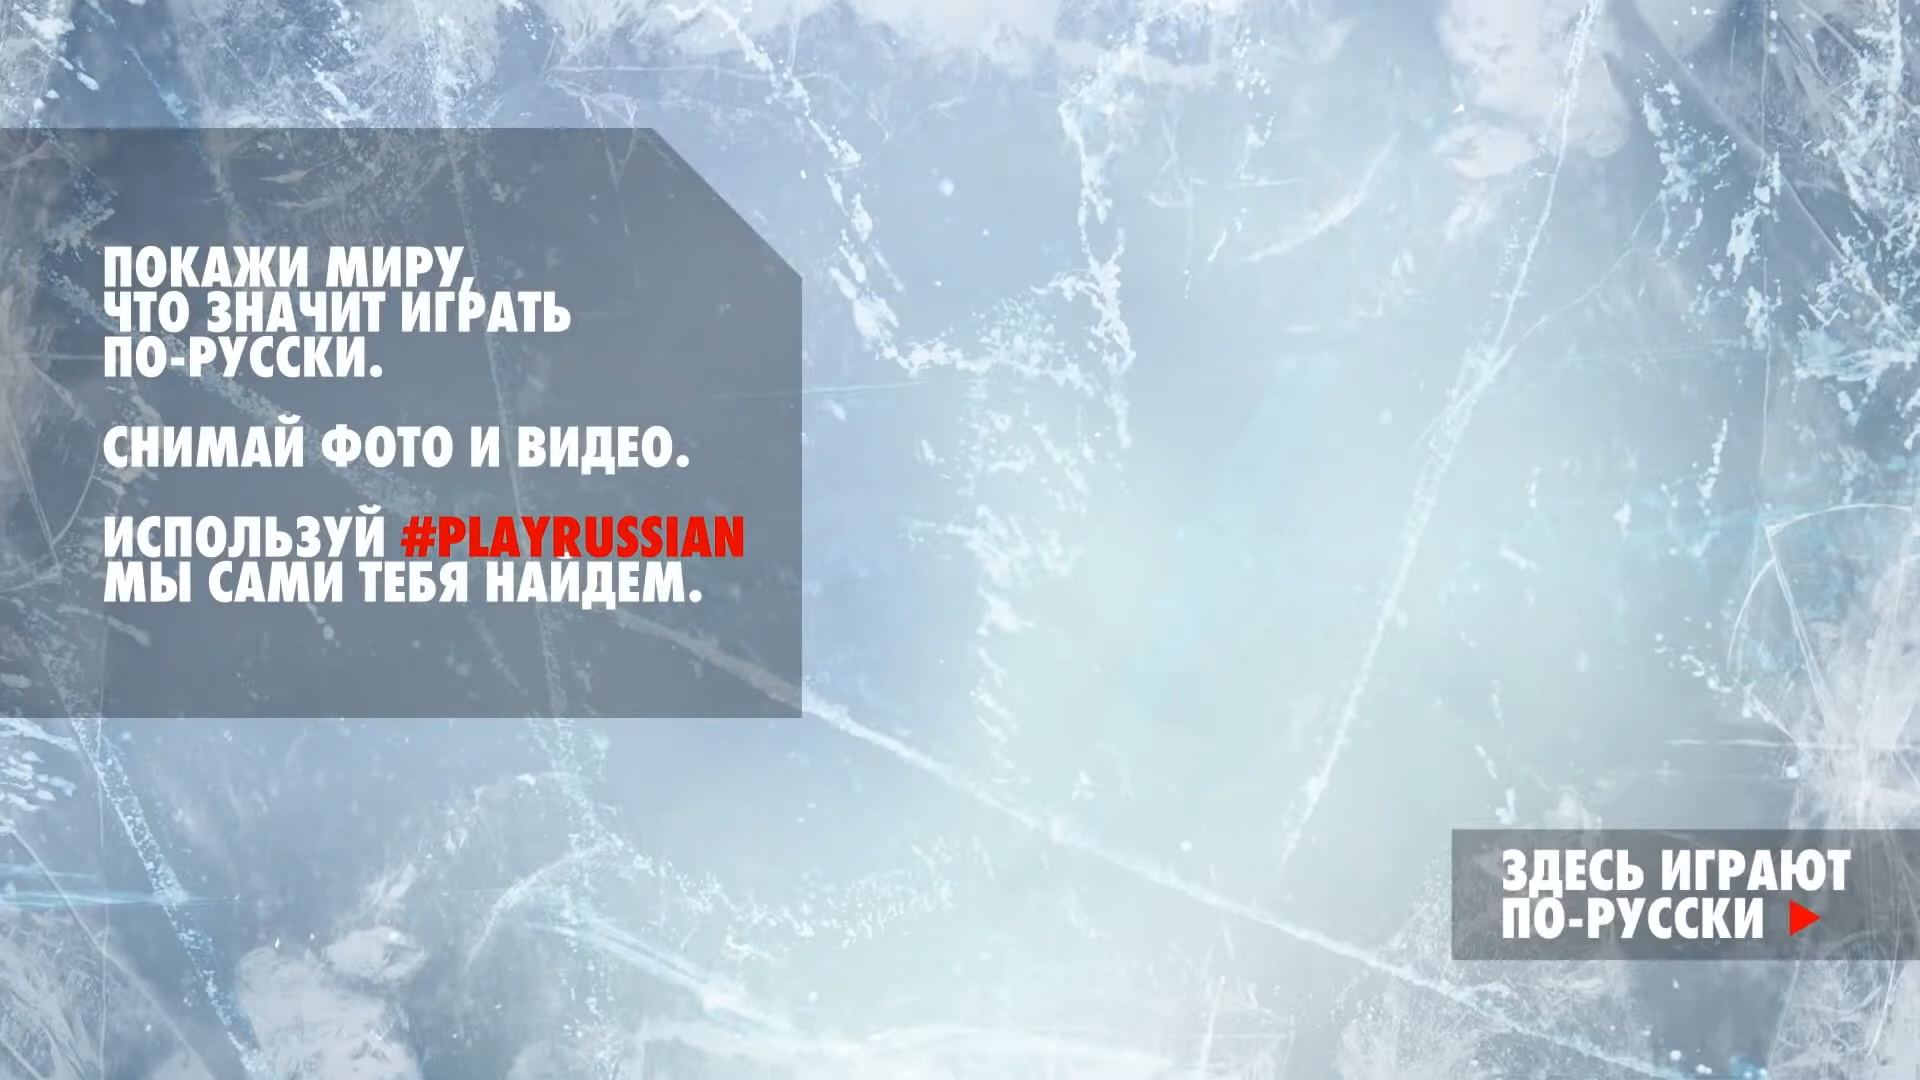 ПОКАЖИ МИРУ,
ЧТО ЗНАЧИТ ИГРАТЬ
ПО-РУССКИ.
СНИМАЙ ФОТО И ВИДЕО.
ИСПОЛЬЗУЙ #PLAYRUSSIAN
МЫ САМИ ТЕБЯ НАЙДЕМ.
ЗДЕСЬ ИГРАЮТ
ПО-РУССКИ